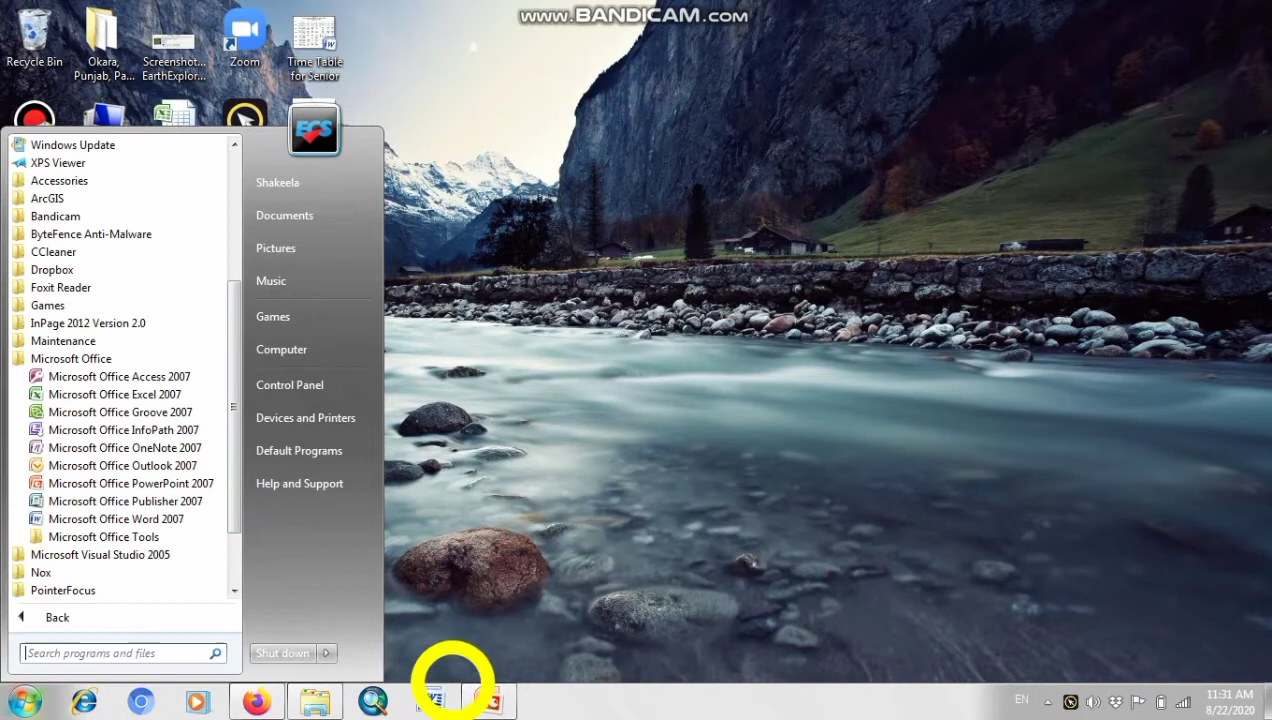 www.BANDICAM.com
Recycle Bin
Okara,
Punjab, Pa...
Screenshot...
EarthExplor...
Zoom
Time Table
for Senior
ECS
Windows Update
XPS Viewer
Accessories
ArcGIS
Bandicam
ByteFence Anti-Malware
CCleaner
Dropbox
Foxit Reader
Games
InPage 2012 Version 2.0
Maintenance
Microsoft Office
Microsoft Office Access 2007
Microsoft Office Excel 2007
Microsoft Office Groove 2007
Microsoft Office InfoPath 2007
Microsoft Office OneNote 2007
Microsoft Office Outlook 2007
Microsoft Office PowerPoint 2007
Microsoft Office Publisher 2007
Microsoft Office Word 2007
Microsoft Office Tools
Microsoft Visual Studio 2005
Nox
PointerFocus
Back
Search programs and files
Shakeela
Documents
Pictures
Music
Games
Computer
Control Panel
Devices and Printers
Default Programs
Help and Support
Shut down
EN
11:31 AM
8/22/2020